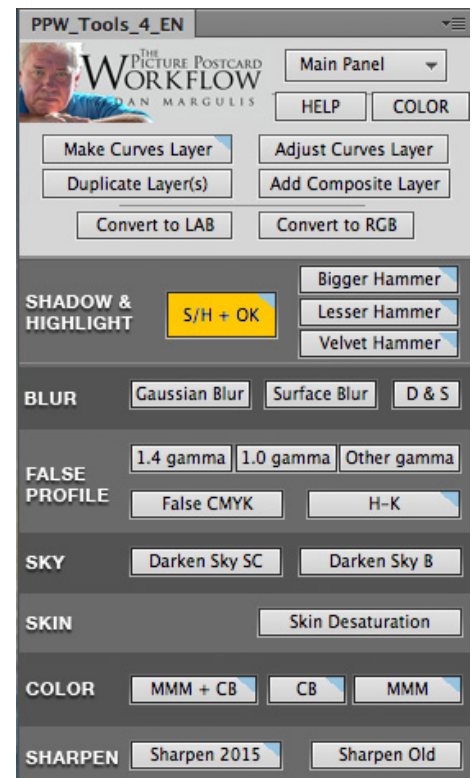 PPW_Tools_4_EN
THE
PICTURE POSTCARD
WORKFLOW
DAN MARGULIS
Main Panel
HELP COLOR
Make Curves Layer Adjust Curves Layer
Duplicate Layer(s) Add Composite Layer
Convert to LAB Convert to RGB
SHADOW &
HIGHLIGHT
S/H + OK
Bigger Hammer
Lesser Hammer
Velvet Hammer
BLUR Gaussian Blur Surface Blur D & S
FALSE
PROFILE
1.4 gamma 1.0 gamma Other gamma
False CMYK H-K
SKY Darken Sky SC Darken Sky B
SKIN Skin Desaturation
COLOR MMM + CB CB MMM
SHARPEN Sharpen 2015 Sharpen Old